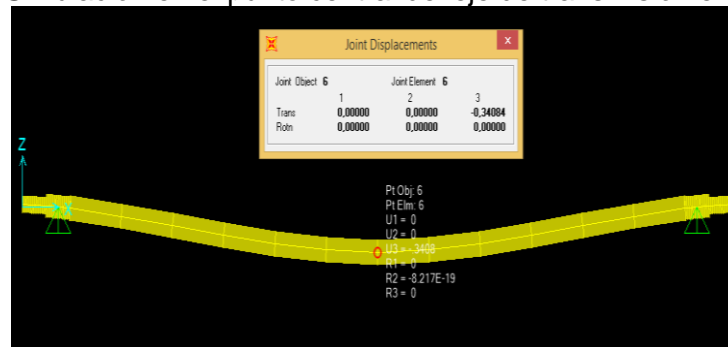 Joint Displacements
x
Joint Object 6 Joint Element 6
1 2 3
Trans 0,00000 0,00000 -0,34084
Rotn 0,00000 0,00000 0,00000
Z
X
Pt Obj: 6
Pt Elm: 6
U1 = 0
U2 = 0
U3 = -.3408
R1 = 0
R2 = -8.217E-19
R3 = 0